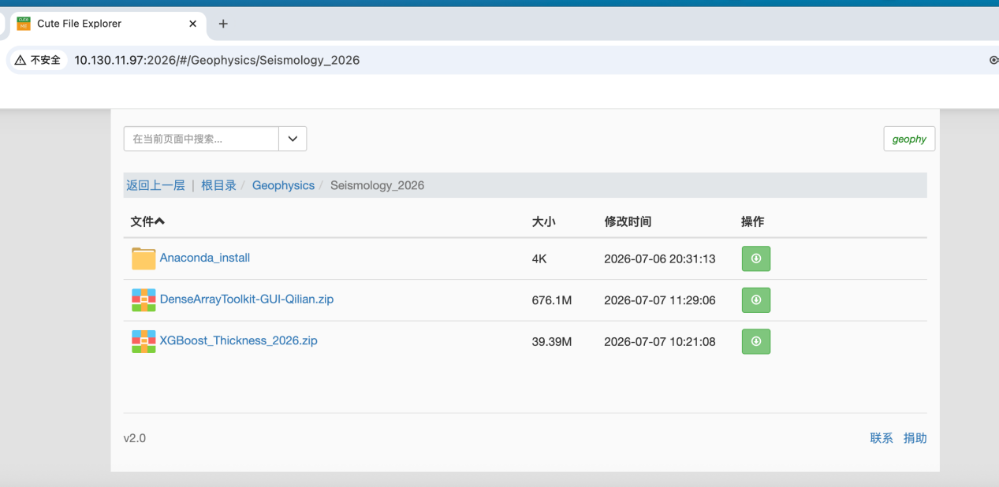 cute
ME
Cute File Explorer
不安全 10.130.11.97:2026/#/Geophysics/Seismology_2026
在当前页面中搜索...
geophy
返回上一层 | 根目录 / Geophysics / Seismology_2026
文件 大小 修改时间 操作
Anaconda_install 4K 2026-07-06 20:31:13
DenseArrayToolkit-GUI-Qilian.zip 676.1M 2026-07-07 11:29:06
XGBoost_Thickness_2026.zip 39.39M 2026-07-07 10:21:08
v2.0 联系 捐助